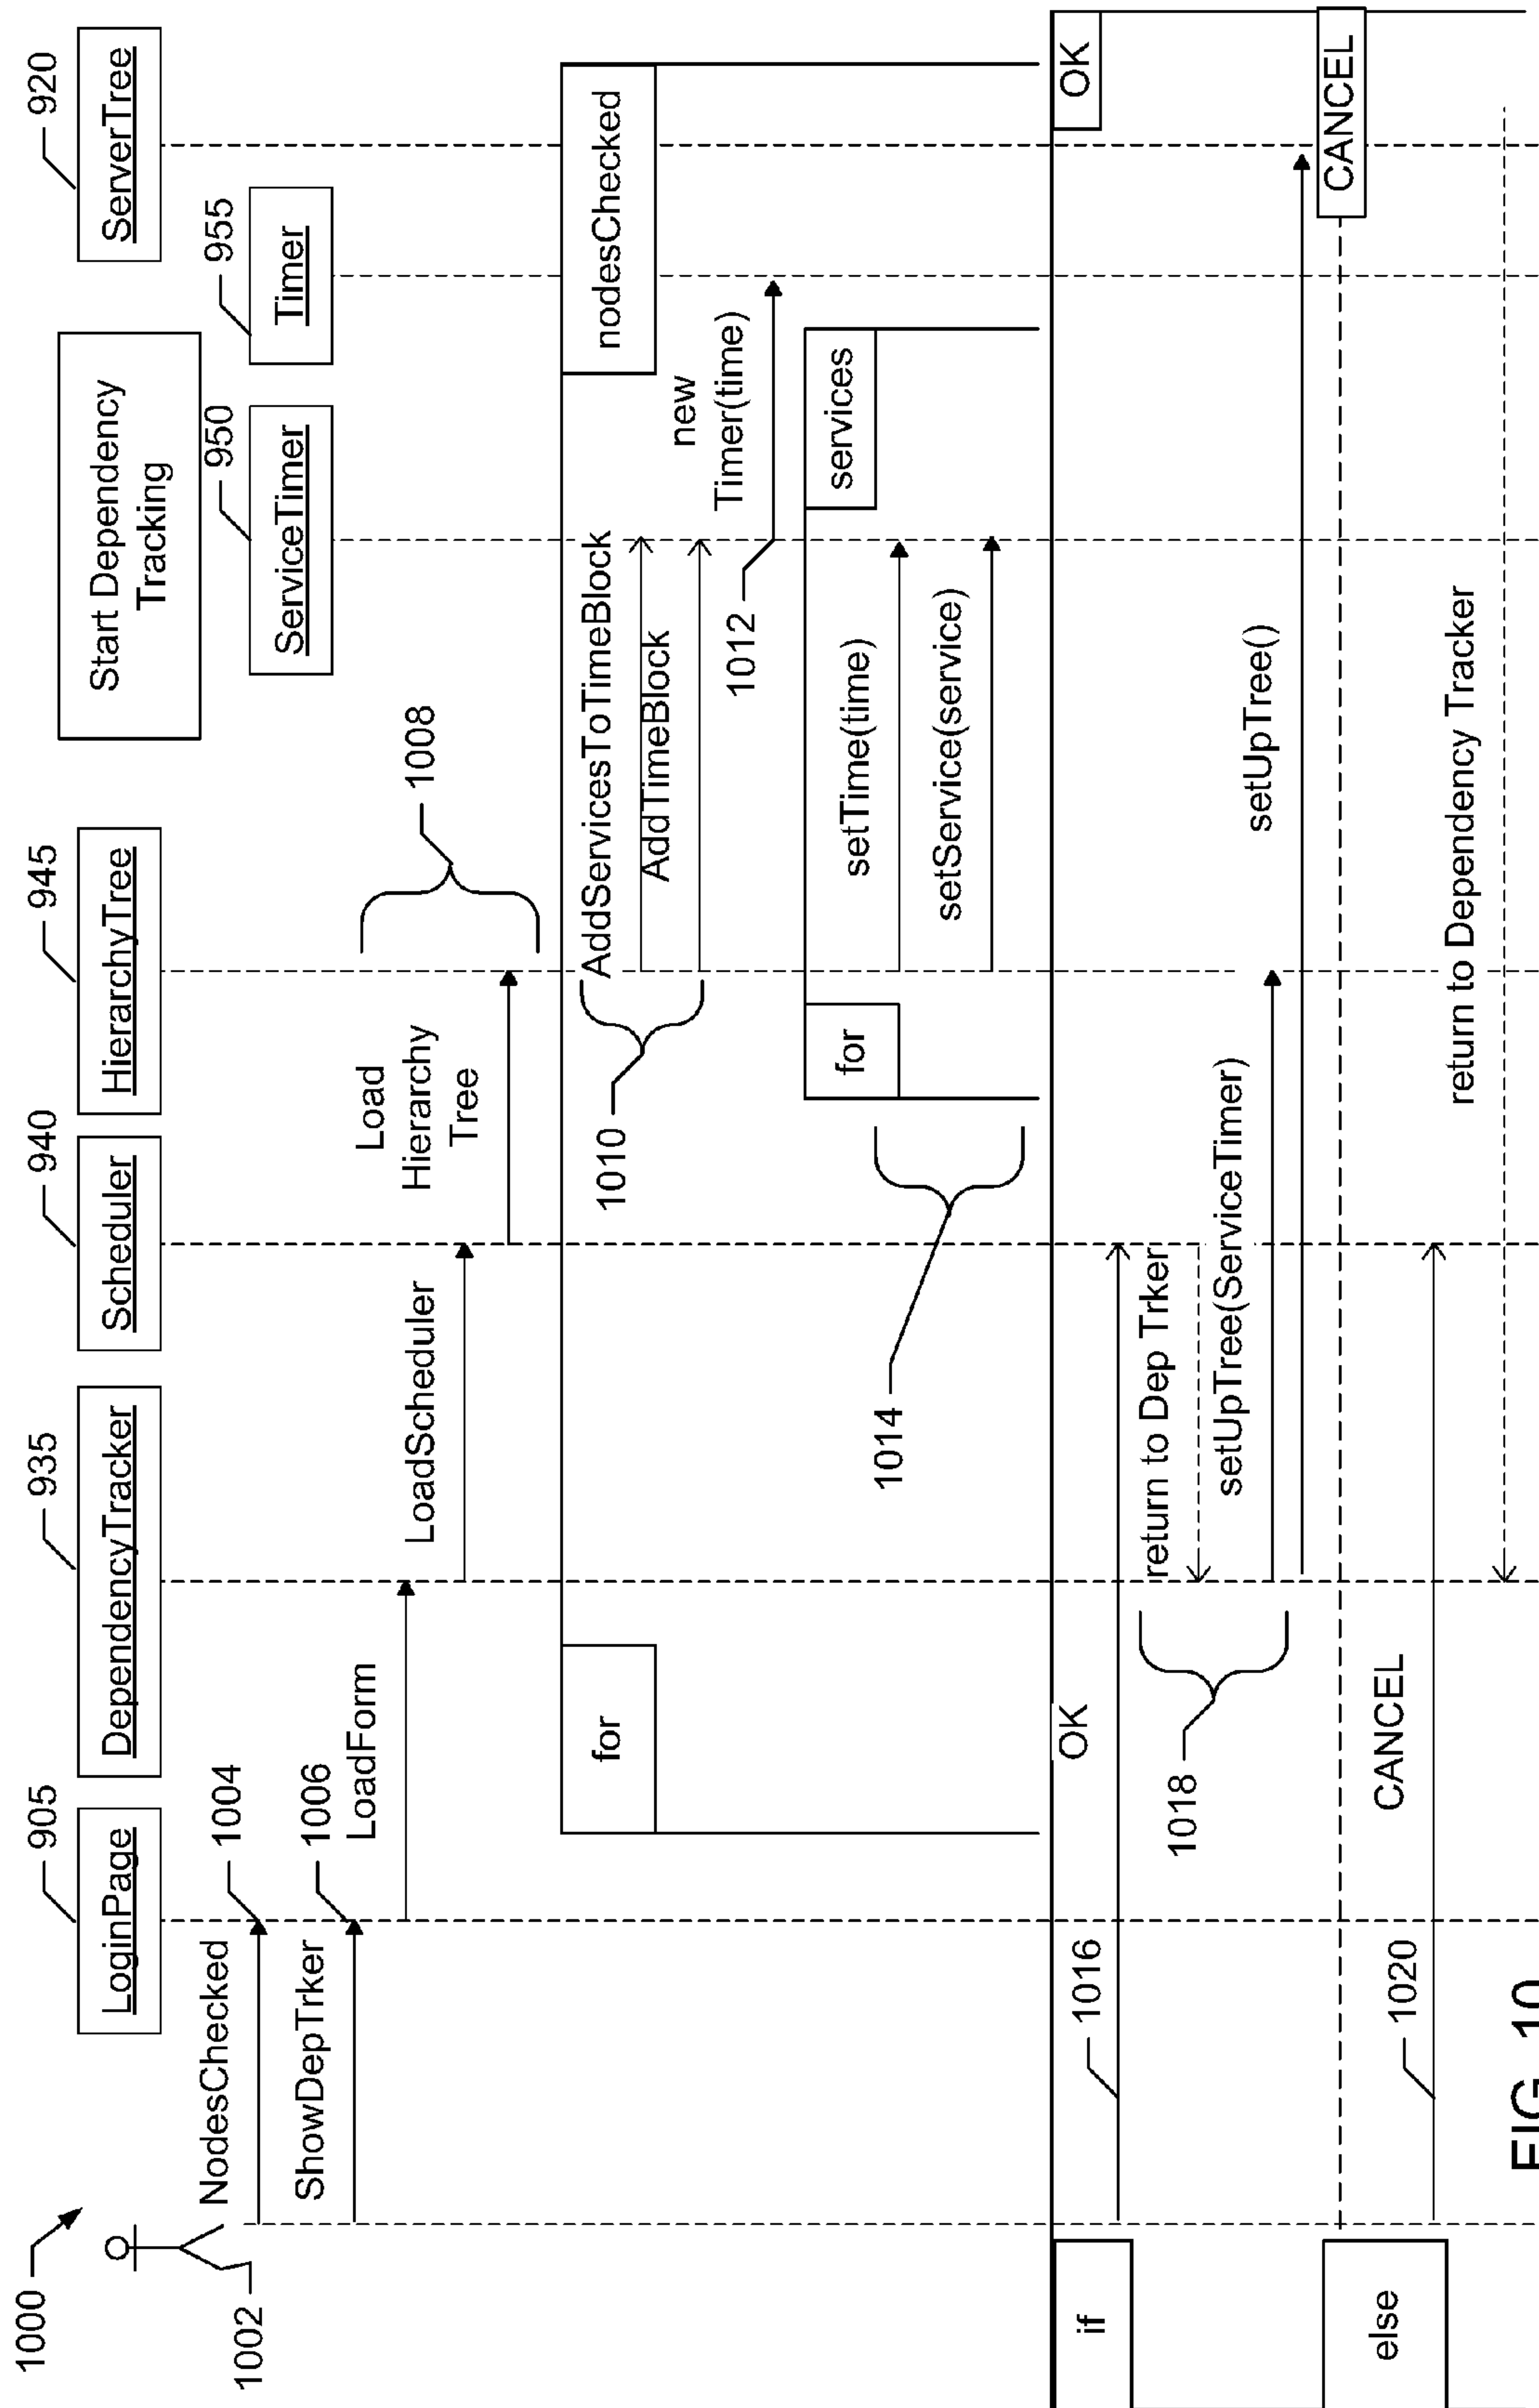 1000
1002
905
LoginPage
935
DependencyTracker
940
Scheduler
945
HierarchyTree
Start Dependency
Tracking
950
ServiceTimer
955
Timer
920
ServerTree
NodesChecked
1004
ShowDepTrker
1006
LoadForm
LoadScheduler
Load
Hierarchy
Tree
1008
for
nodesChecked
1010
AddServicesToTimeBlock
AddTimeBlock
new
Timer(time)
1012
for
services
1014
setTime(time)
setService(service)
if
OK
OK
1016
return to Dep Trker
1018
setUpTree(ServiceTimer)
setUpTree()
else
CANCEL
CANCEL
1020
return to Dependency Tracker
FIG. 10